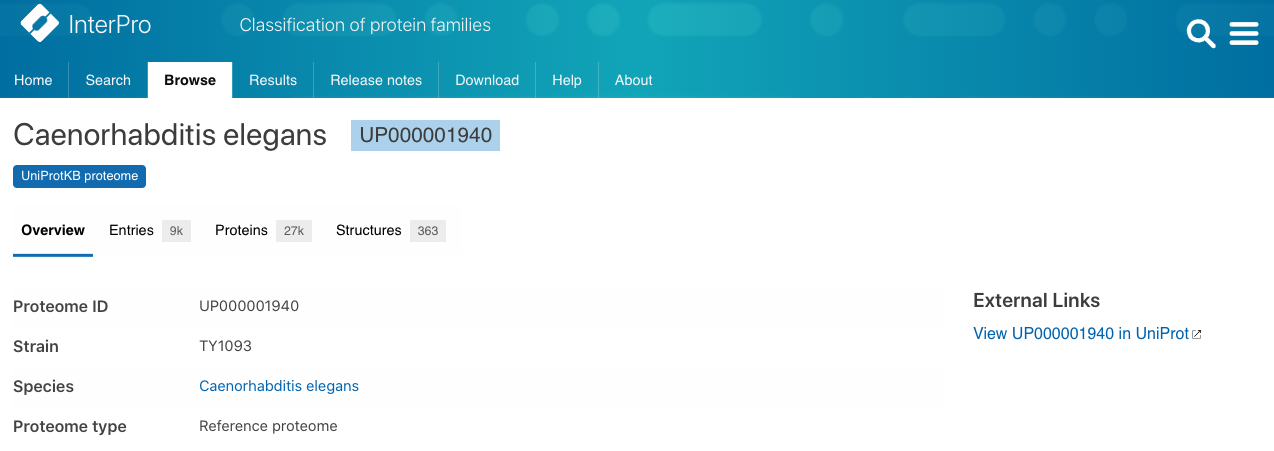 InterPro
Classification of protein families
Home Search Browse Results Release notes Download Help About
Caenorhabditis elegans UP000001940
UniProtKB proteome
Overview Entries 9k Proteins 27k Structures 363
Proteome ID UP000001940
Strain TY1093
Species Caenorhabditis elegans
Proteome type Reference proteome
External Links
View UP000001940 in UniProt